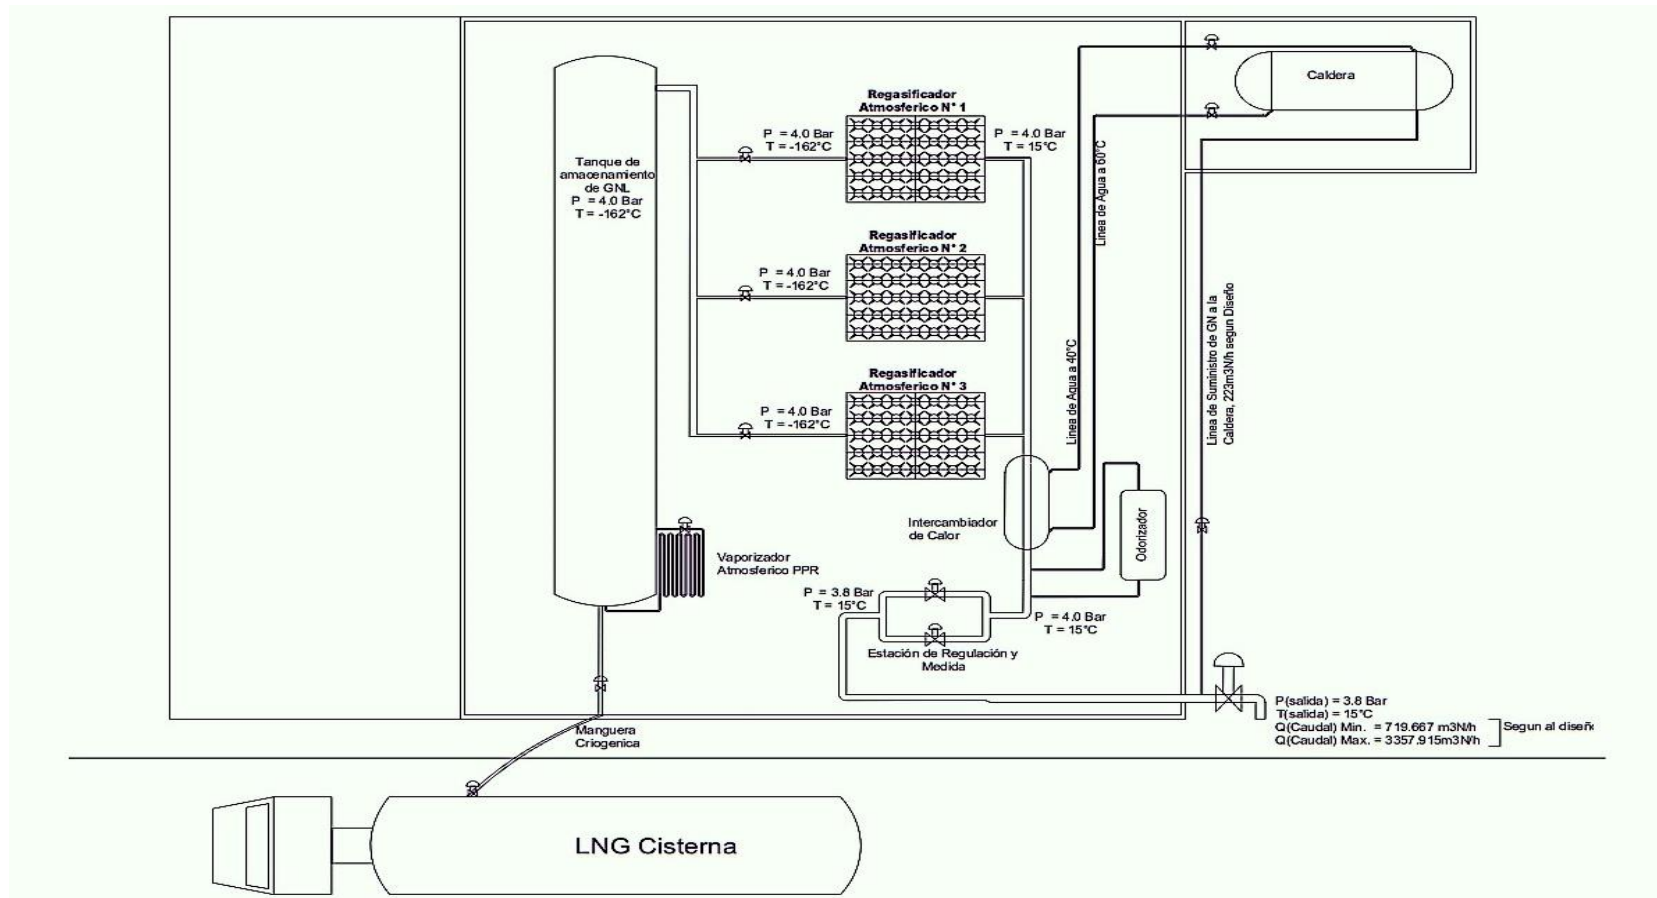 Caldera
Regasificador
Atmosferico N° 1
P = 4.0 Bar
T = -162°C
P = 4.0 Bar
T = 15°C
Tanque de
amacenamiento
de GNL
P = 4.0 Bar
T = -162°C
Linea de Agua a 60°C
Regasificador
Atmosferico N° 2
P = 4.0 Bar
T = -162°C
Linea de Suministro de GN a la
Caldera, 223m3N/h segun Diseño
Linea de Agua a 40°C
Regasificador
Atmosferico N° 3
P = 4.0 Bar
T = -162°C
Intercambiador
de Calor
Odorizador
Vaporizador
Atmosferico PPR
P = 3.8 Bar
T = 15°C
P = 4.0 Bar
T = 15°C
Estación de Regulación y
Medida
P(salida) = 3.8 Bar
T(salida) = 15°C
Q(Caudal) Min. = 719.667 m3N/h
Q(Caudal) Max. = 3357.915m3N/h
Segun al diseñ
Manguera
Criogenica
LNG Cisterna